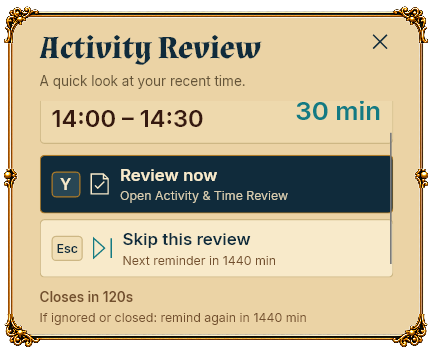 Activity Review
A quick look at your recent time.
14:00 – 14:30
30 min
Y
Review now
Open Activity & Time Review
Esc
Skip this review
Next reminder in 1440 min
Closes in 120s
If ignored or closed: remind again in 1440 min